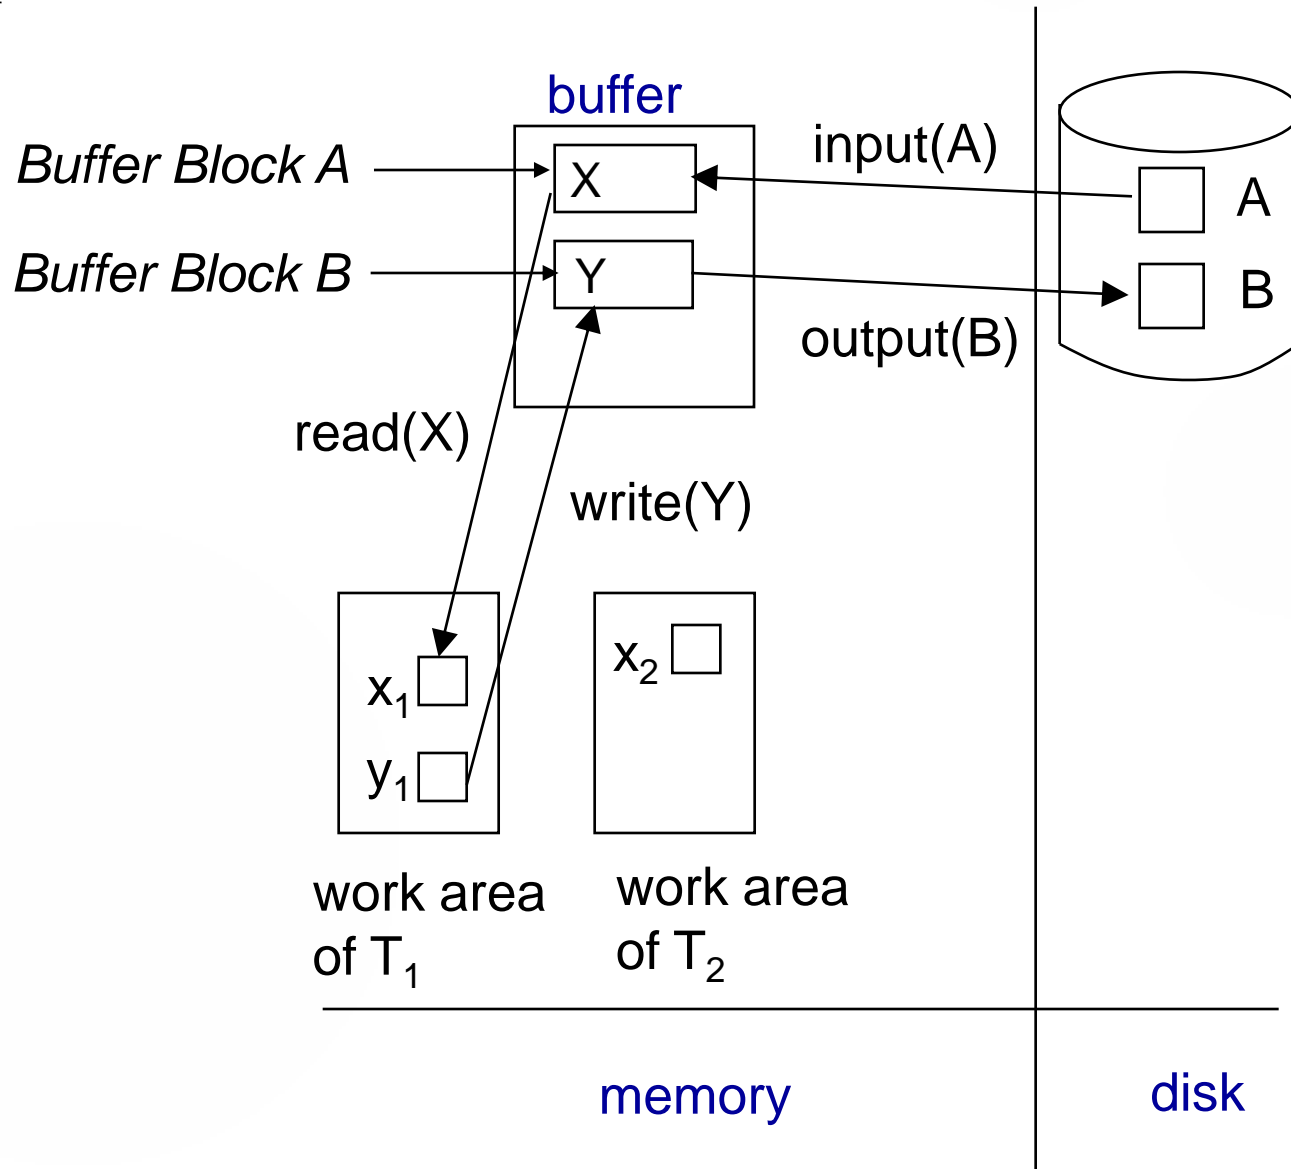 buffer
Buffer Block A
X
input(A)
A
Buffer Block B
Y
B
output(B)
read(X)
write(Y)
x₁
x₂
y₁
work area
of T₁
work area
of T₂
memory
disk